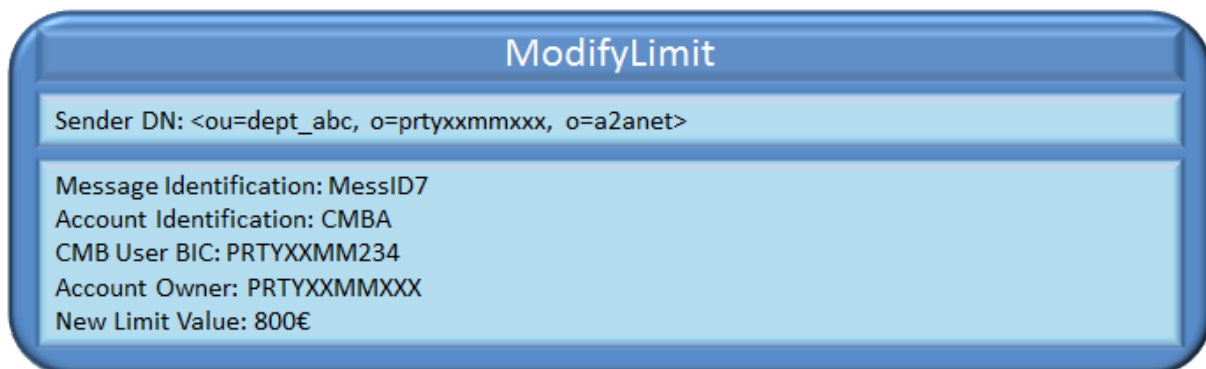 ModifyLimit
Sender DN: <ou=dept_abc, o=prtyxxmmxxx, o=a2anet>
Message Identification: MessID7
Account Identification: CMBA
CMB User BIC: PRTYXXMM234
Account Owner: PRTYXXMMXXX
New Limit Value: 800€